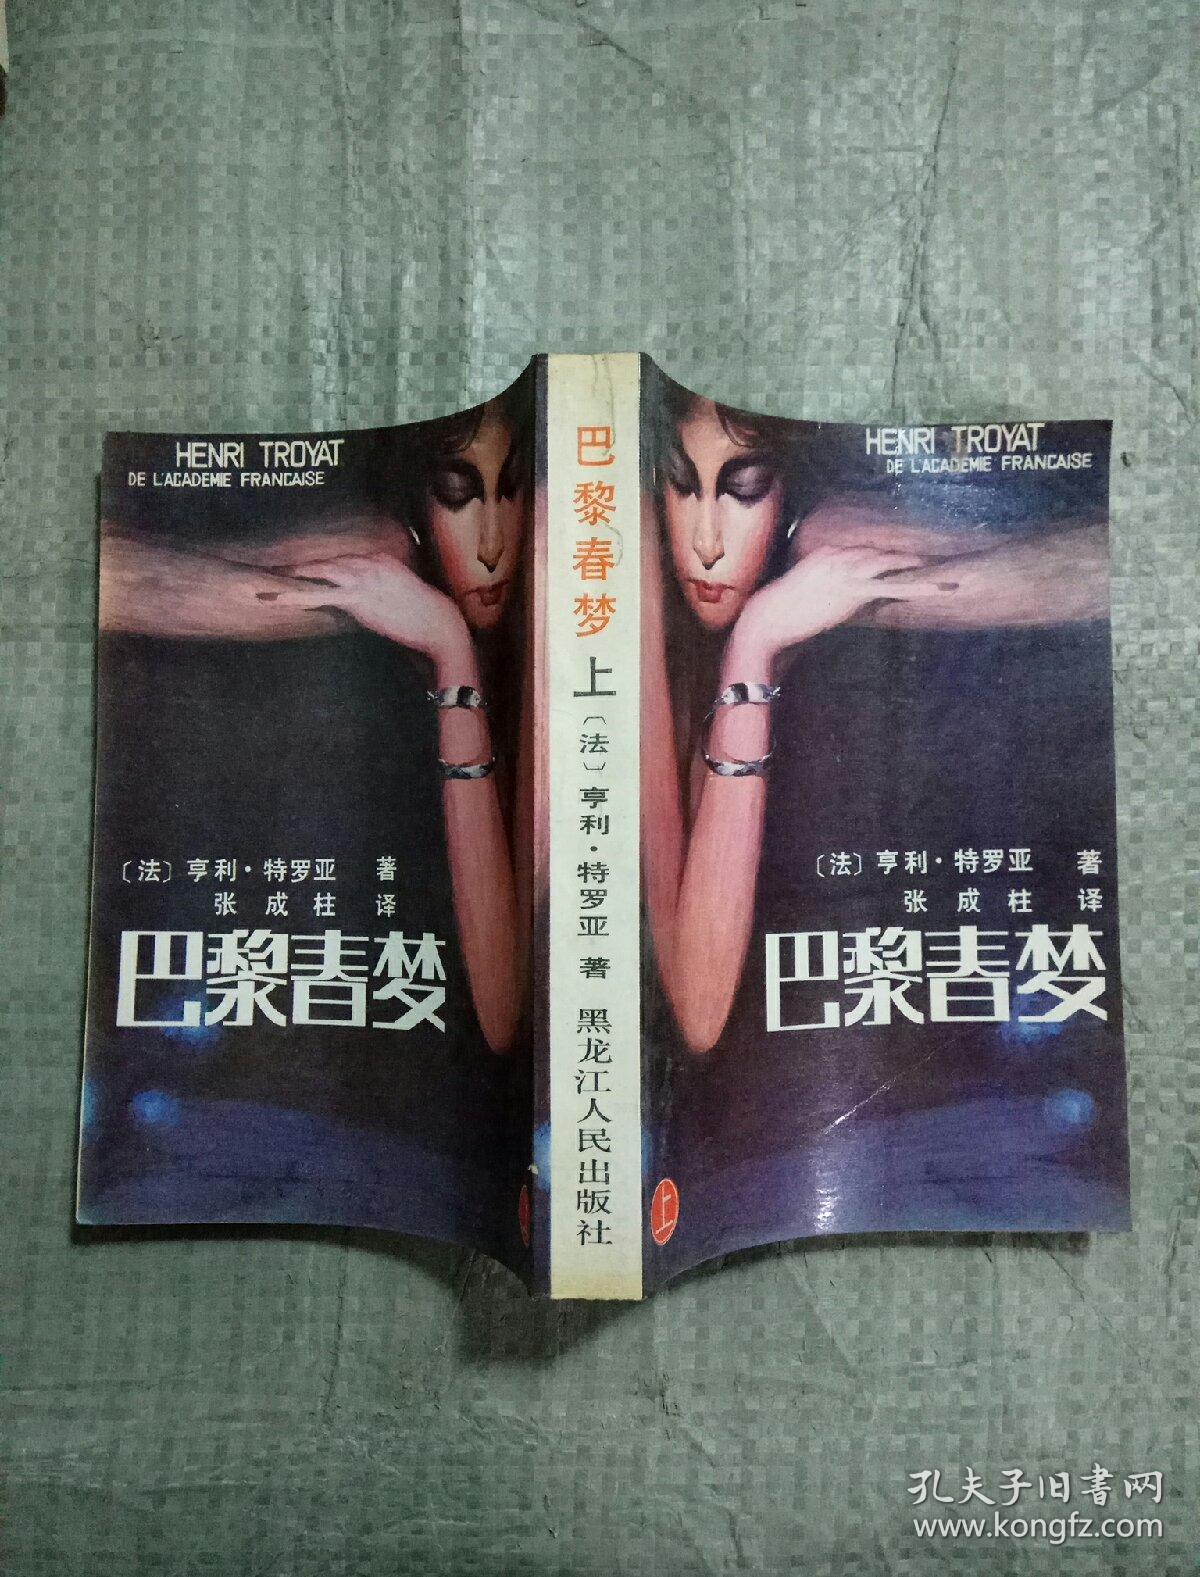 HENRI TROYAT
DE L'ACADEMIE FRANCAISE
〔法〕亨利·特罗亚 著
张成柱 译
巴黎春梦
巴黎春梦 上 〔法〕亨利·特罗亚 著 黑龙江人民出版社
HENRI TROYAT
DE L'ACADEMIE FRANCAISE
〔法〕亨利·特罗亚 著
张成柱 译
巴黎春梦
上
孔夫子旧书网
www.kongfz.com